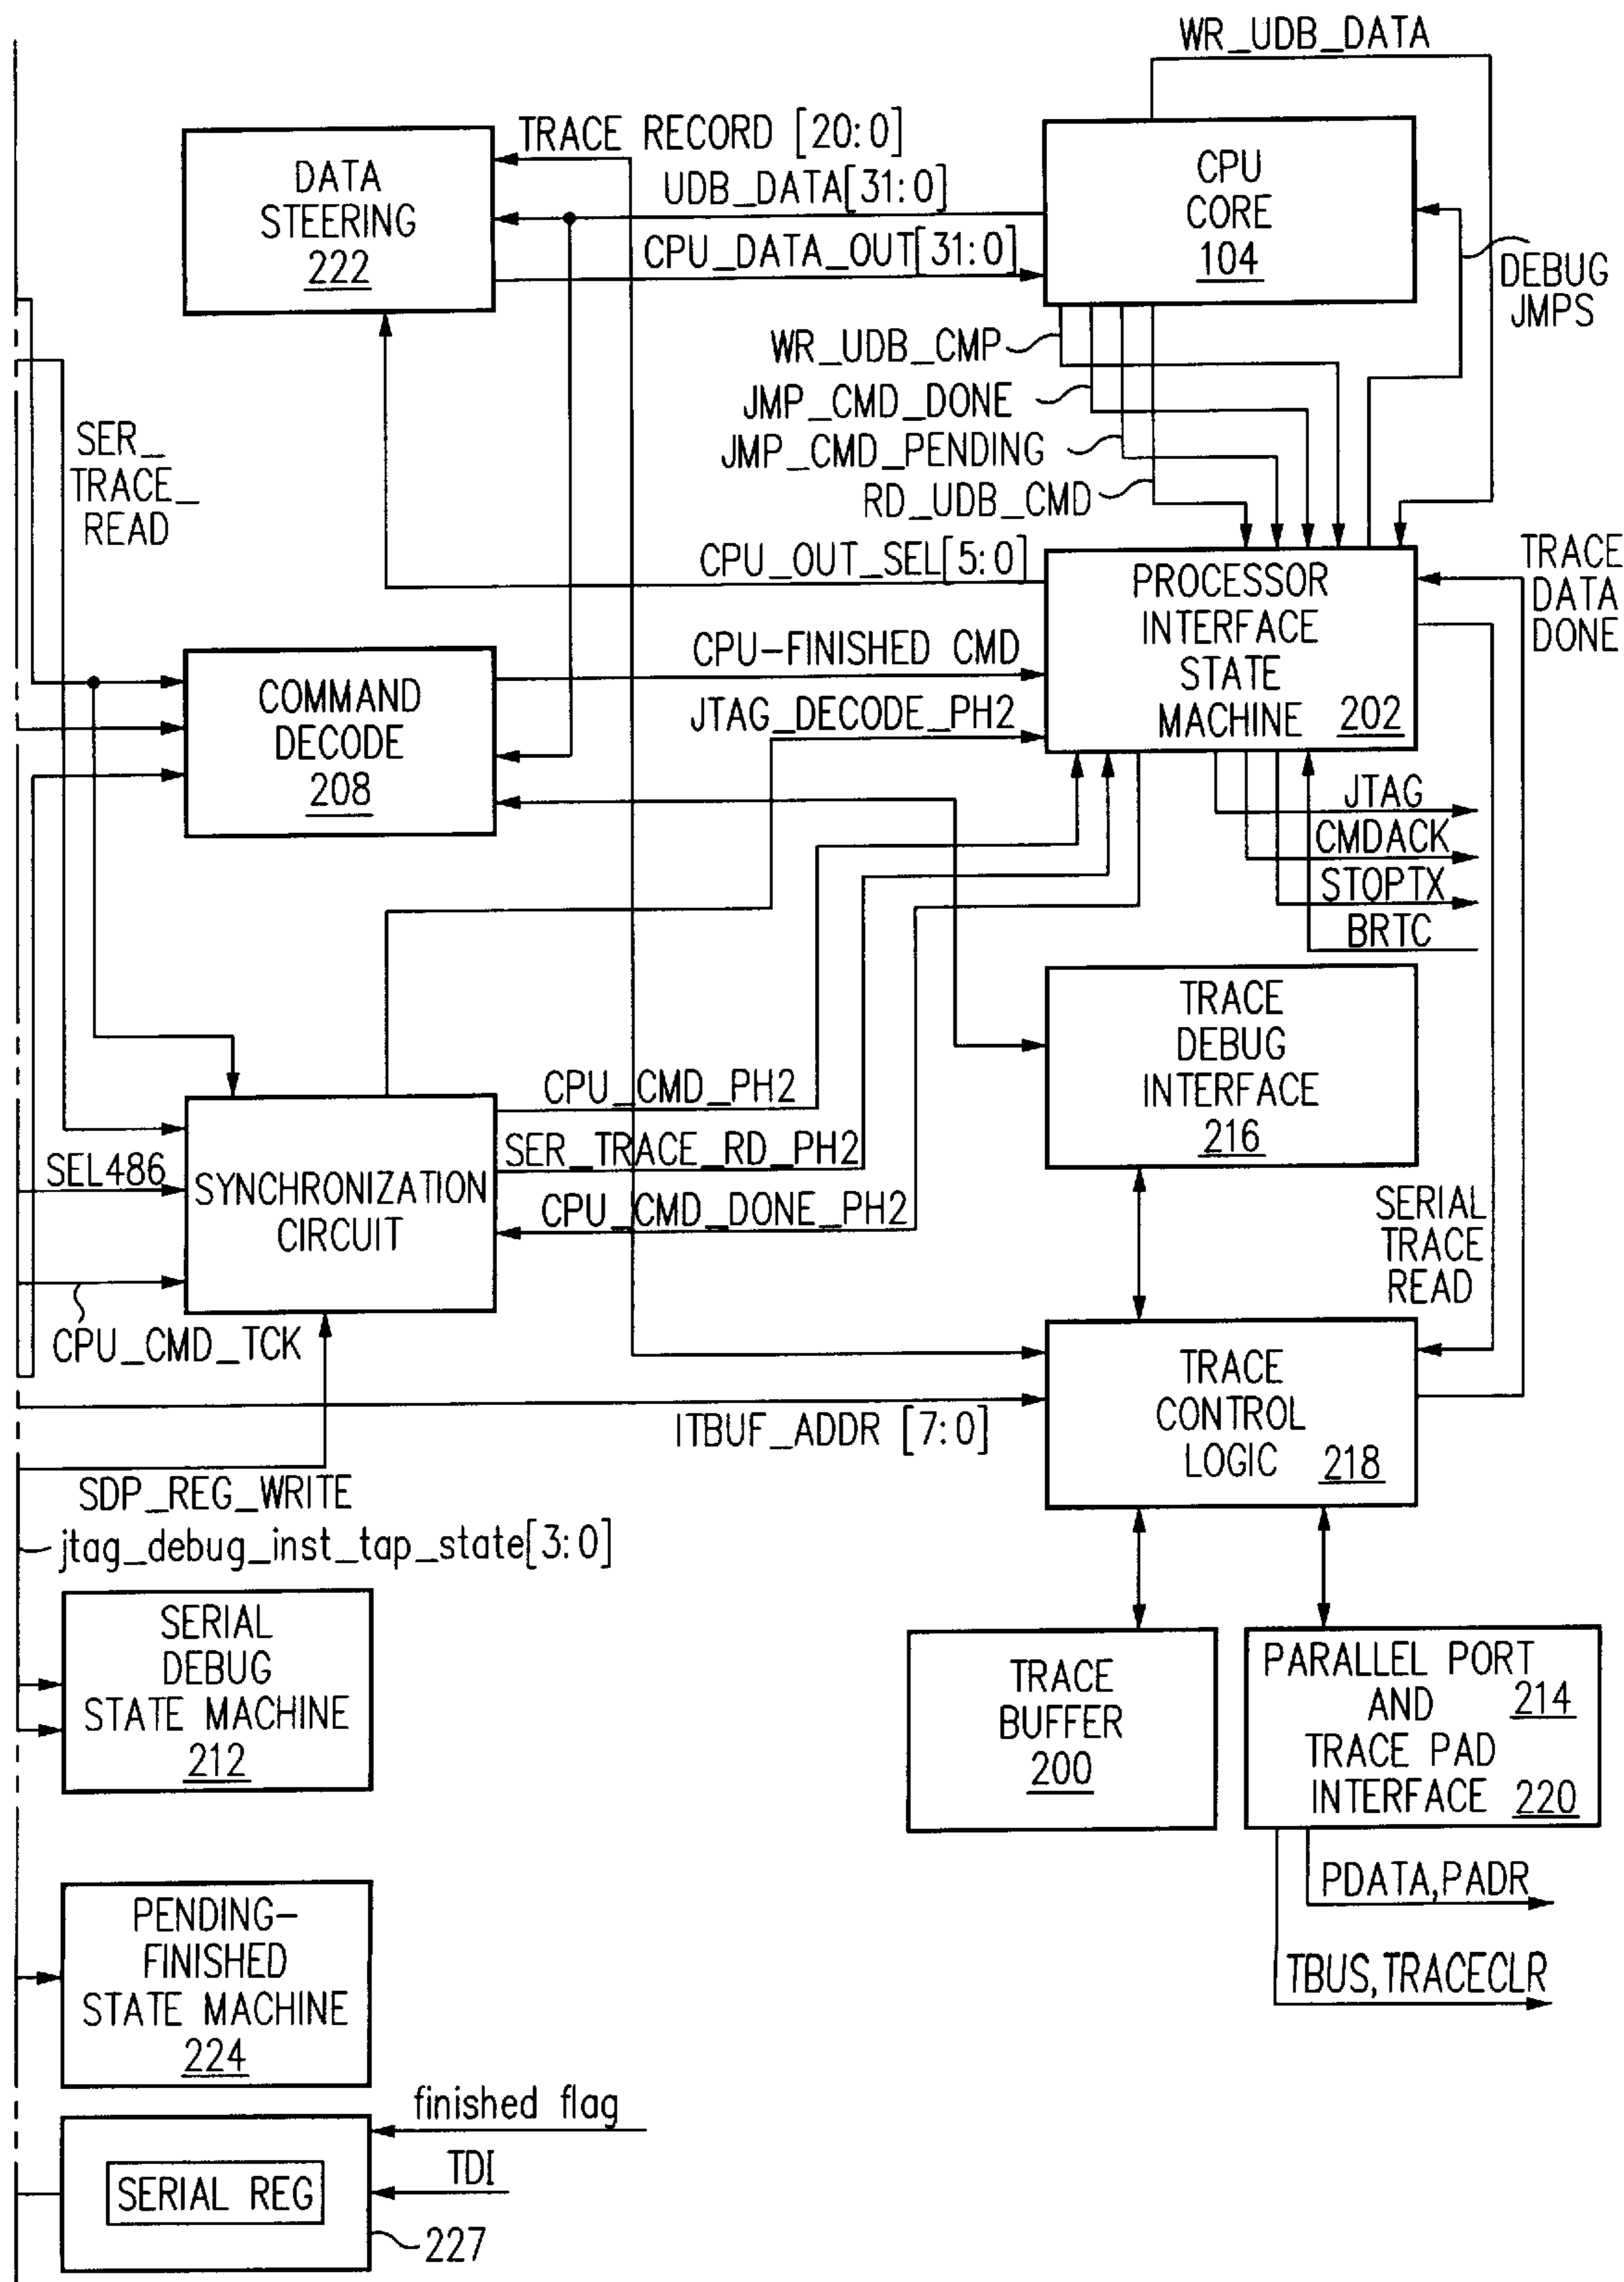 WR_UDB_DATA
TRACE RECORD [20:0]
DATA
STEERING
222
UDB_DATA[31:0]
CPU_DATA_OUT[31:0]
CPU
CORE
104
DEBUG
JMPS
WR_UDB_CMP
JMP_CMD_DONE
JMP_CMD_PENDING
RD_UDB_CMD
SER_
TRACE_
READ
CPU_OUT_SEL[5:0]
PROCESSOR
INTERFACE
STATE
MACHINE 202
TRACE
DATA
DONE
COMMAND
DECODE
208
CPU-FINISHED CMD
JTAG_DECODE_PH2
JTAG
CMDACK
STOPTX
BRTC
TRACE
DEBUG
INTERFACE
216
CPU_CMD_PH2
SER_TRACE_RD_PH2
CPU_CMD_DONE_PH2
SEL486
SYNCHRONIZATION
CIRCUIT
CPU_CMD_TCK
SERIAL
TRACE
READ
TRACE
CONTROL
LOGIC 218
ITBUF_ADDR [7:0]
SDP_REG_WRITE
jtag_debug_inst_tap_state[3:0]
SERIAL
DEBUG
STATE MACHINE
212
TRACE
BUFFER
200
PARALLEL PORT
AND 214
TRACE PAD
INTERFACE 220
PDATA,PADR
TBUS,TRACECLR
PENDING-
FINISHED
STATE MACHINE
224
finished flag
TDI
SERIAL REG
227